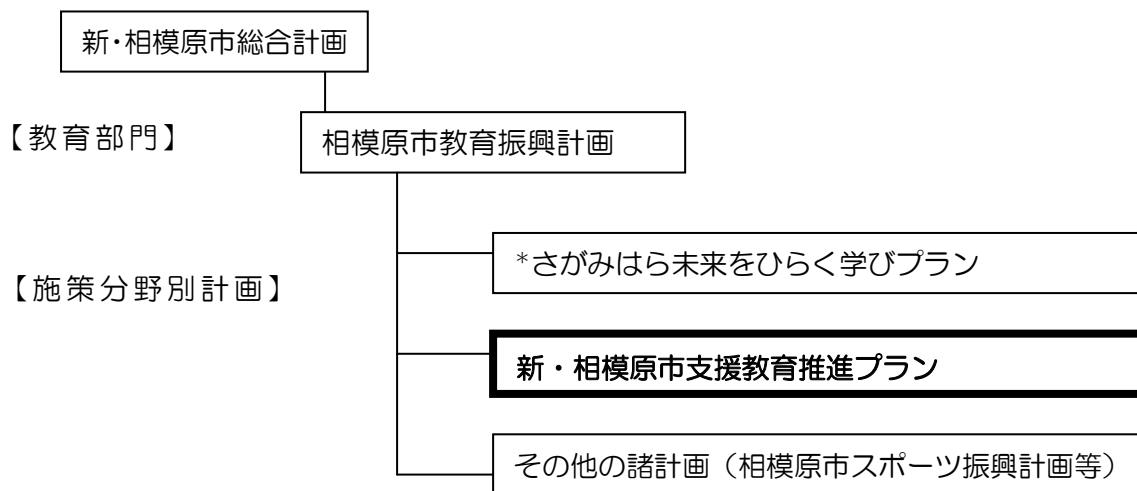 新・相模原市総合計画
【教育部門】
相模原市教育振興計画
*さがみはら未来をひらく学びプラン
【施策分野別計画】
新・相模原市支援教育推進プラン
その他の諸計画（相模原市スポーツ振興計画等）